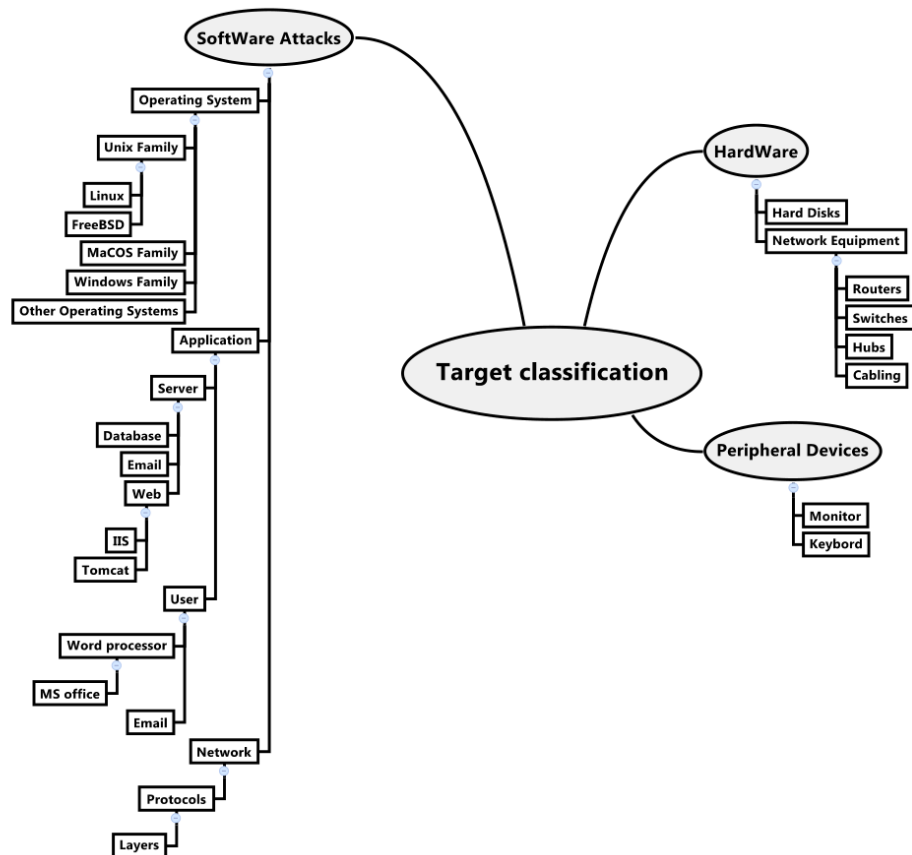 SoftWare Attacks
Operating System
Unix Family
Linux
FreeBSD
MaCOS Family
Windows Family
Other Operating Systems
Application
Server
Database
Email
Web
IIS
Tomcat
User
Word processor
MS office
Email
Network
Protocols
Layers
Target classification
HardWare
Hard Disks
Network Equipment
Routers
Switches
Hubs
Cabling
Peripheral Devices
Monitor
Keybord